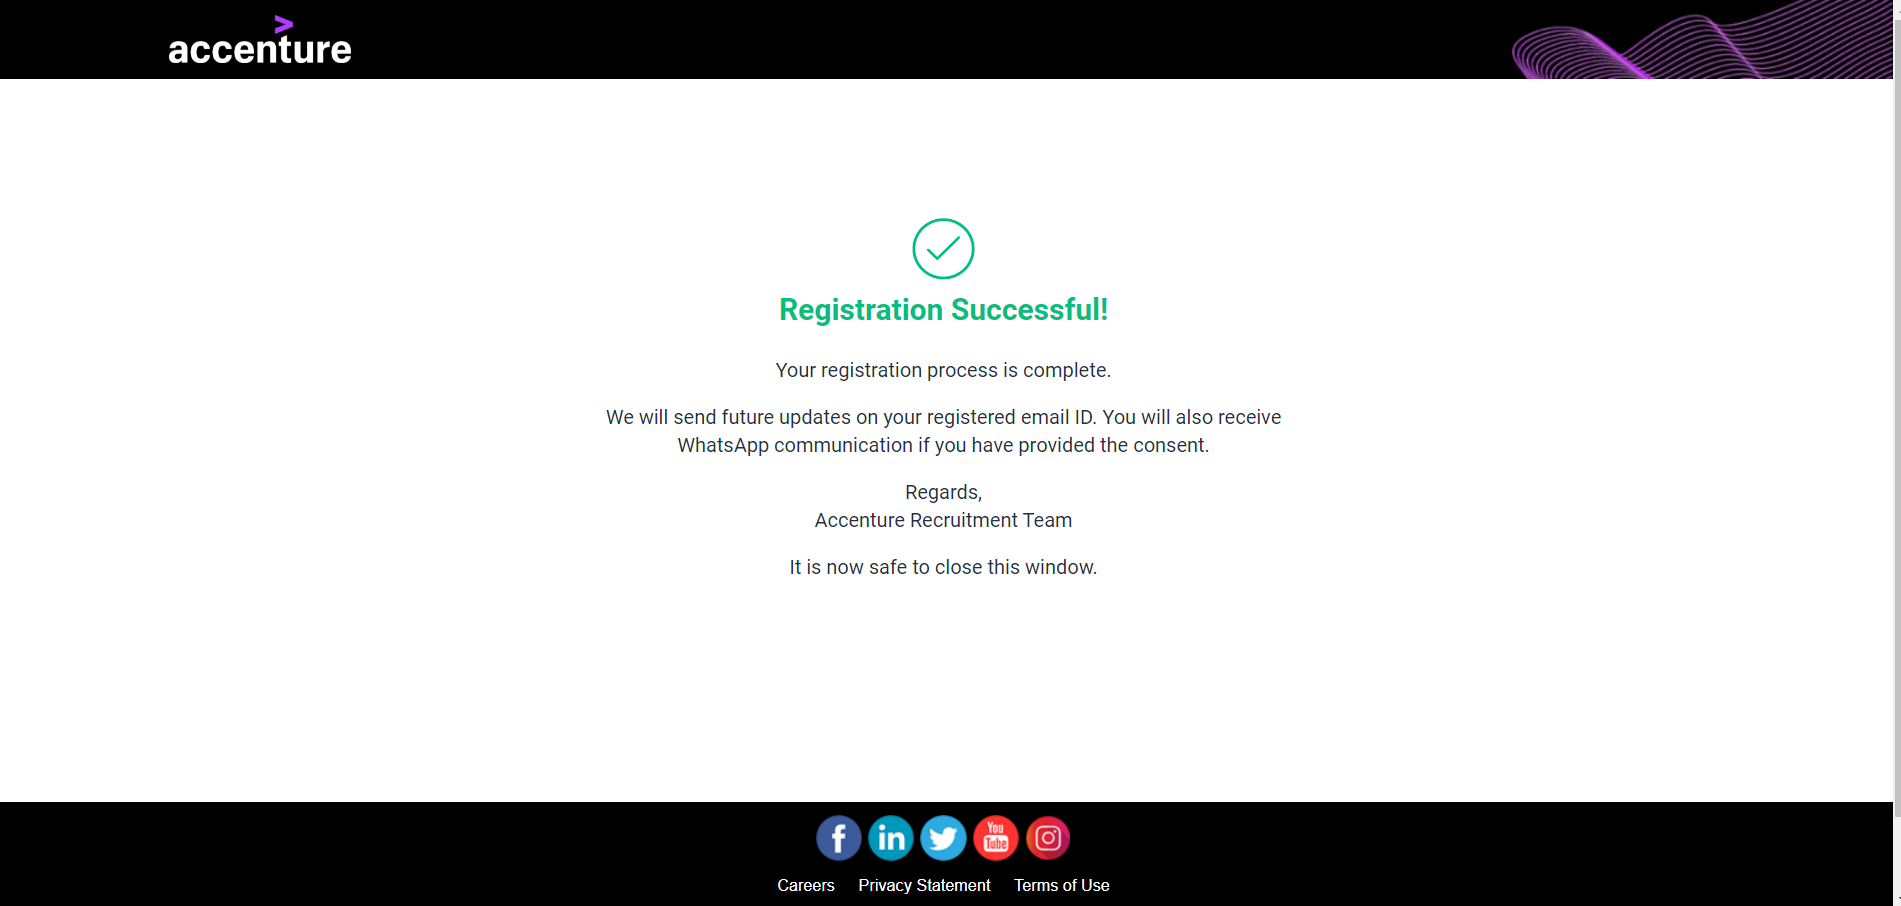 accenture
Registration Successful!
Your registration process is complete.
We will send future updates on your registered email ID. You will also receive
WhatsApp communication if you have provided the consent.
Regards,
Accenture Recruitment Team
It is now safe to close this window.
f in You Tube
Careers Privacy Statement Terms of Use